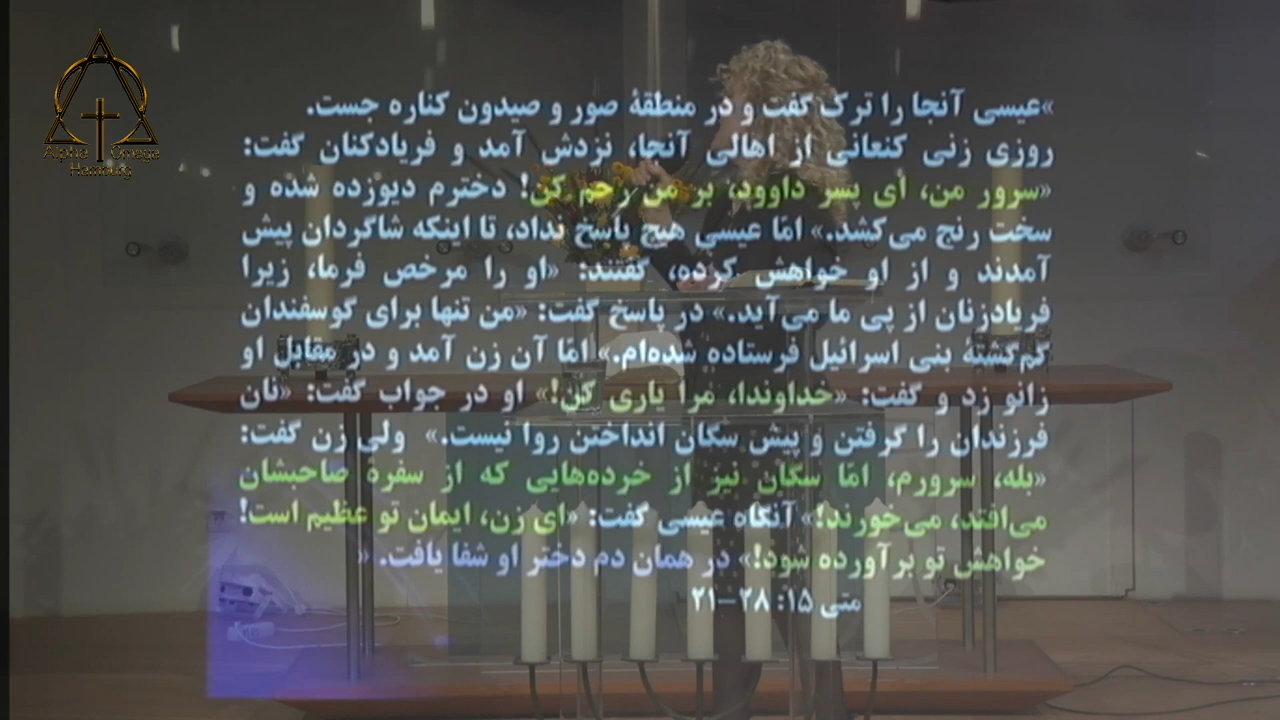 Alpha Omega
Hamburg
«عیسی آنجا را ترک گفت و در منطقهٔ صور و صیدون کناره جست.
روزی زنی کنعانی از اهالی آنجا، نزدش آمد و فریادکنان گفت:
«سرور من، ای پسر داوود، بر من رحم کن! دخترم دیوزده شده و
سخت رنج می‌کشد.» امّا عیسی هیچ پاسخ نداد، تا اینکه شاگردان پیش
آمدند و از او خواهش کرده، گفتند: «او را مرخص فرما، زیرا
فریادزنان از پی ما می‌آید.» در پاسخ گفت: «من تنها برای گوسفندان
گم‌گشتهٔ بنی اسرائیل فرستاده شده‌ام.» امّا آن زن آمد و در مقابل او
زانو زد و گفت: «خداوندا، مرا یاری کن!» او در جواب گفت: «نان
فرزندان را گرفتن و پیش سگان انداختن روا نیست.» ولی زن گفت:
«بله، سرورم، امّا سگان نیز از خرده‌هایی که از سفرهٔ صاحبشان
می‌افتد، می‌خورند!» آنگاه عیسی گفت: «ای زن، ایمان تو عظیم است!
خواهش تو برآورده شود!» در همان دم دختر او شفا یافت. «
متی ۱۵: ۲۸–۲۱